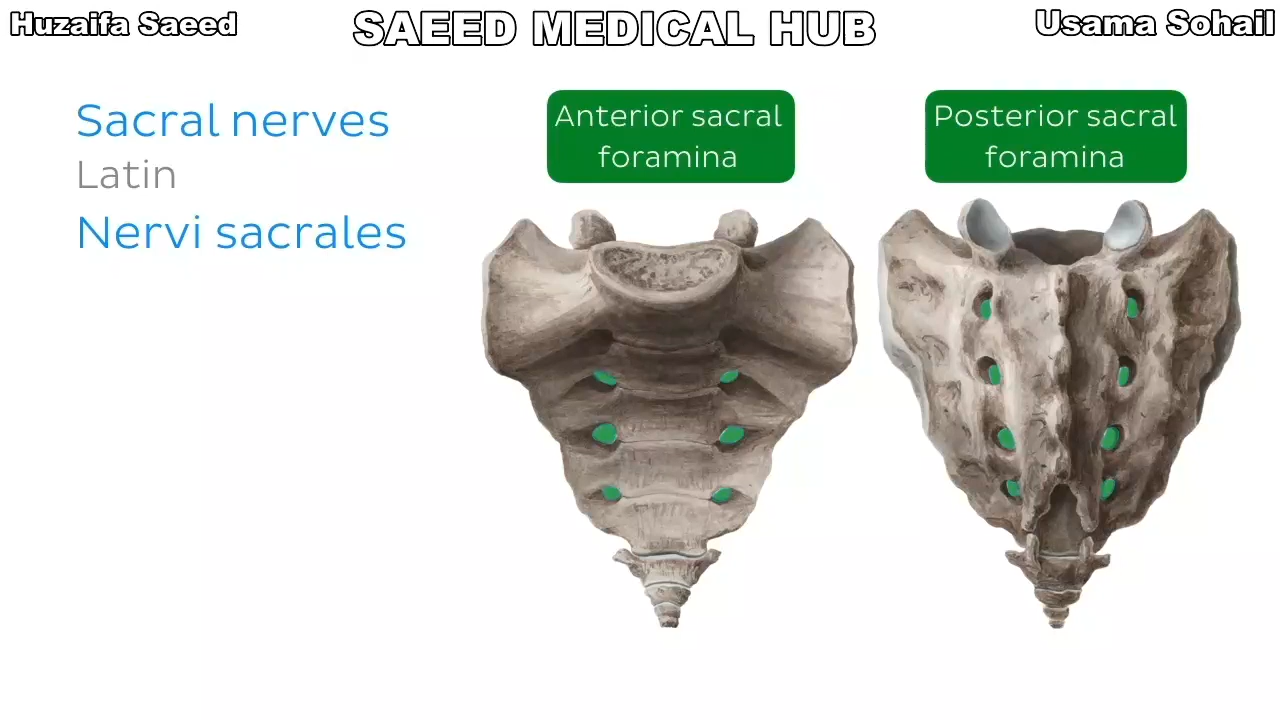 Huzaifa Saeed
SAEED MEDICAL HUB
Usama Sohail
Sacral nerves
Latin
Nervi sacrales
Anterior sacral
foramina
Posterior sacral
foramina